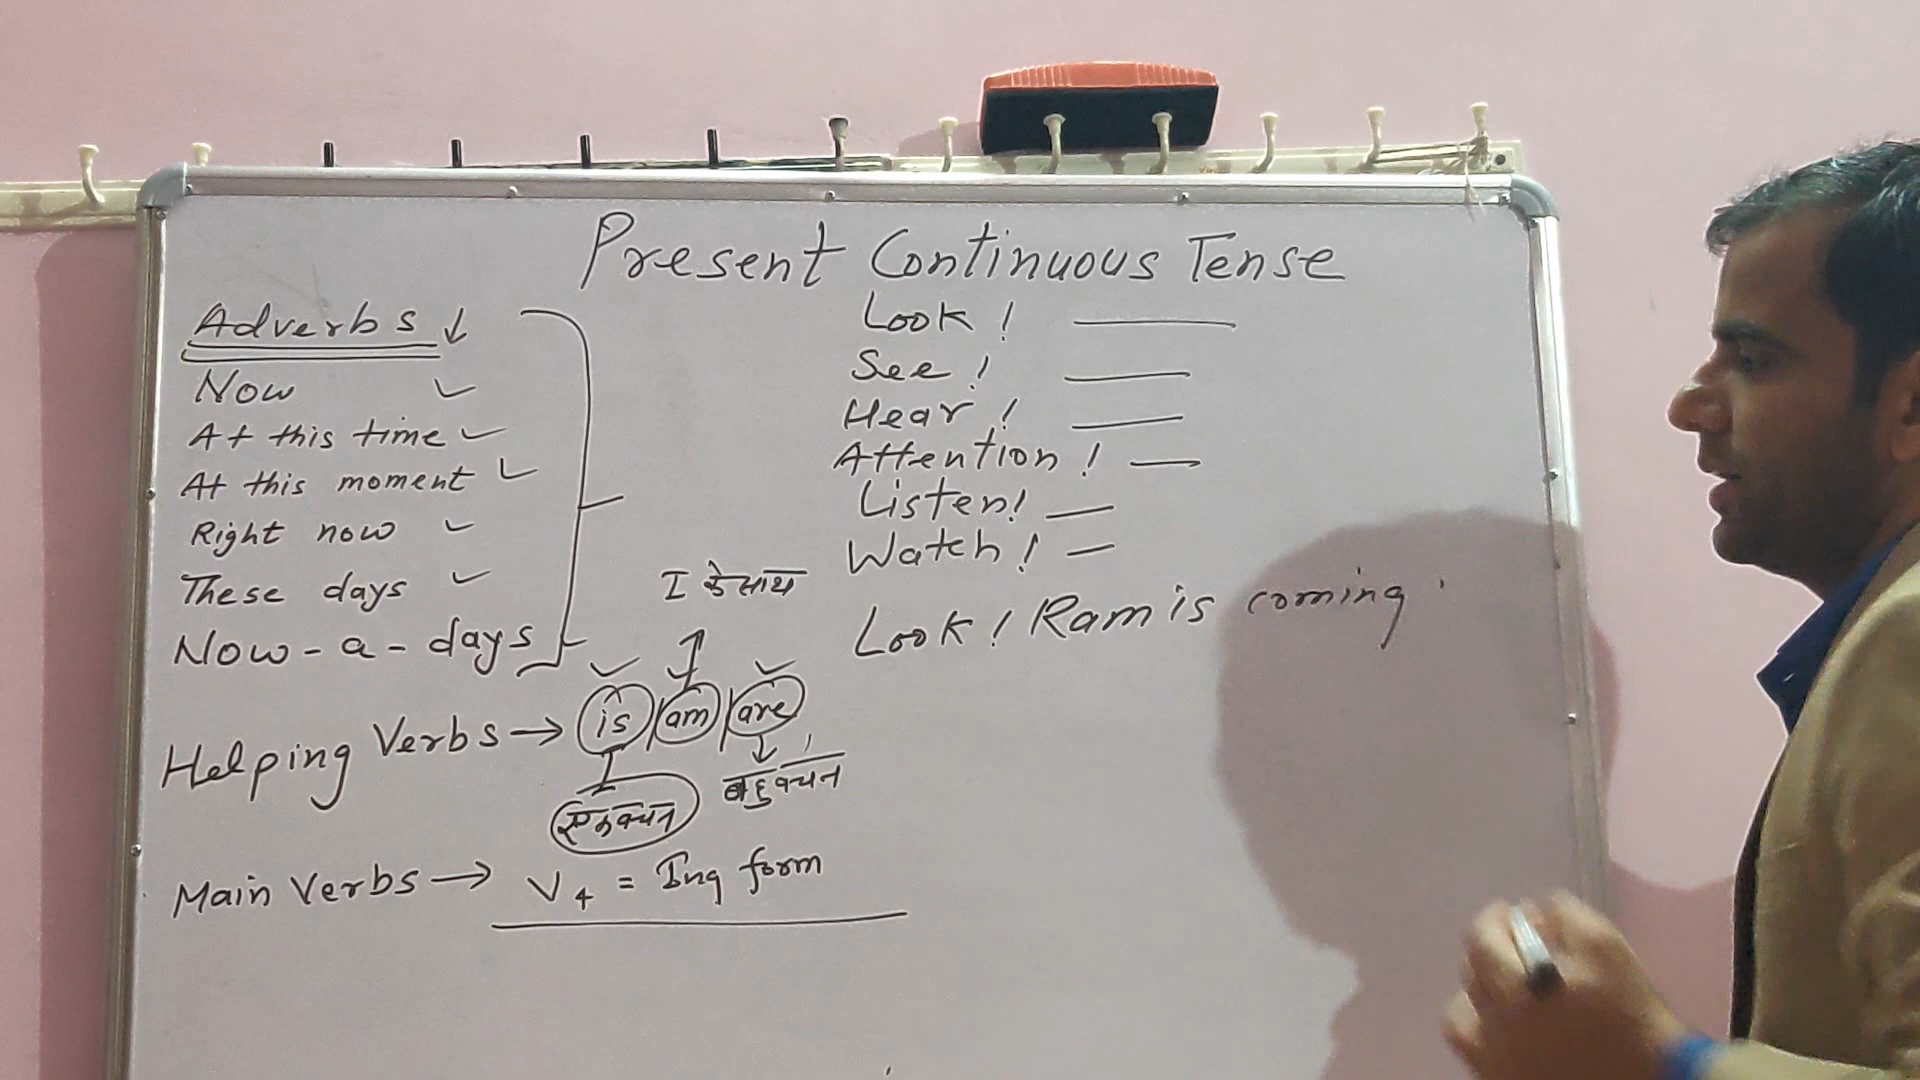 Present Continuous Tense
Adverbs ↓
Now ✓
At this time ✓
At this moment ✓
Right now ✓
These days ✓
Now-a-days
Look! ———
See! ———
Hear! ———
Attention! —
Listen! —
Watch! —
Look! Ram is coming.
I के साथ
Helping Verbs → is/am/are
एकवचन
बहुवचन
Main Verbs → V4 = Ing form